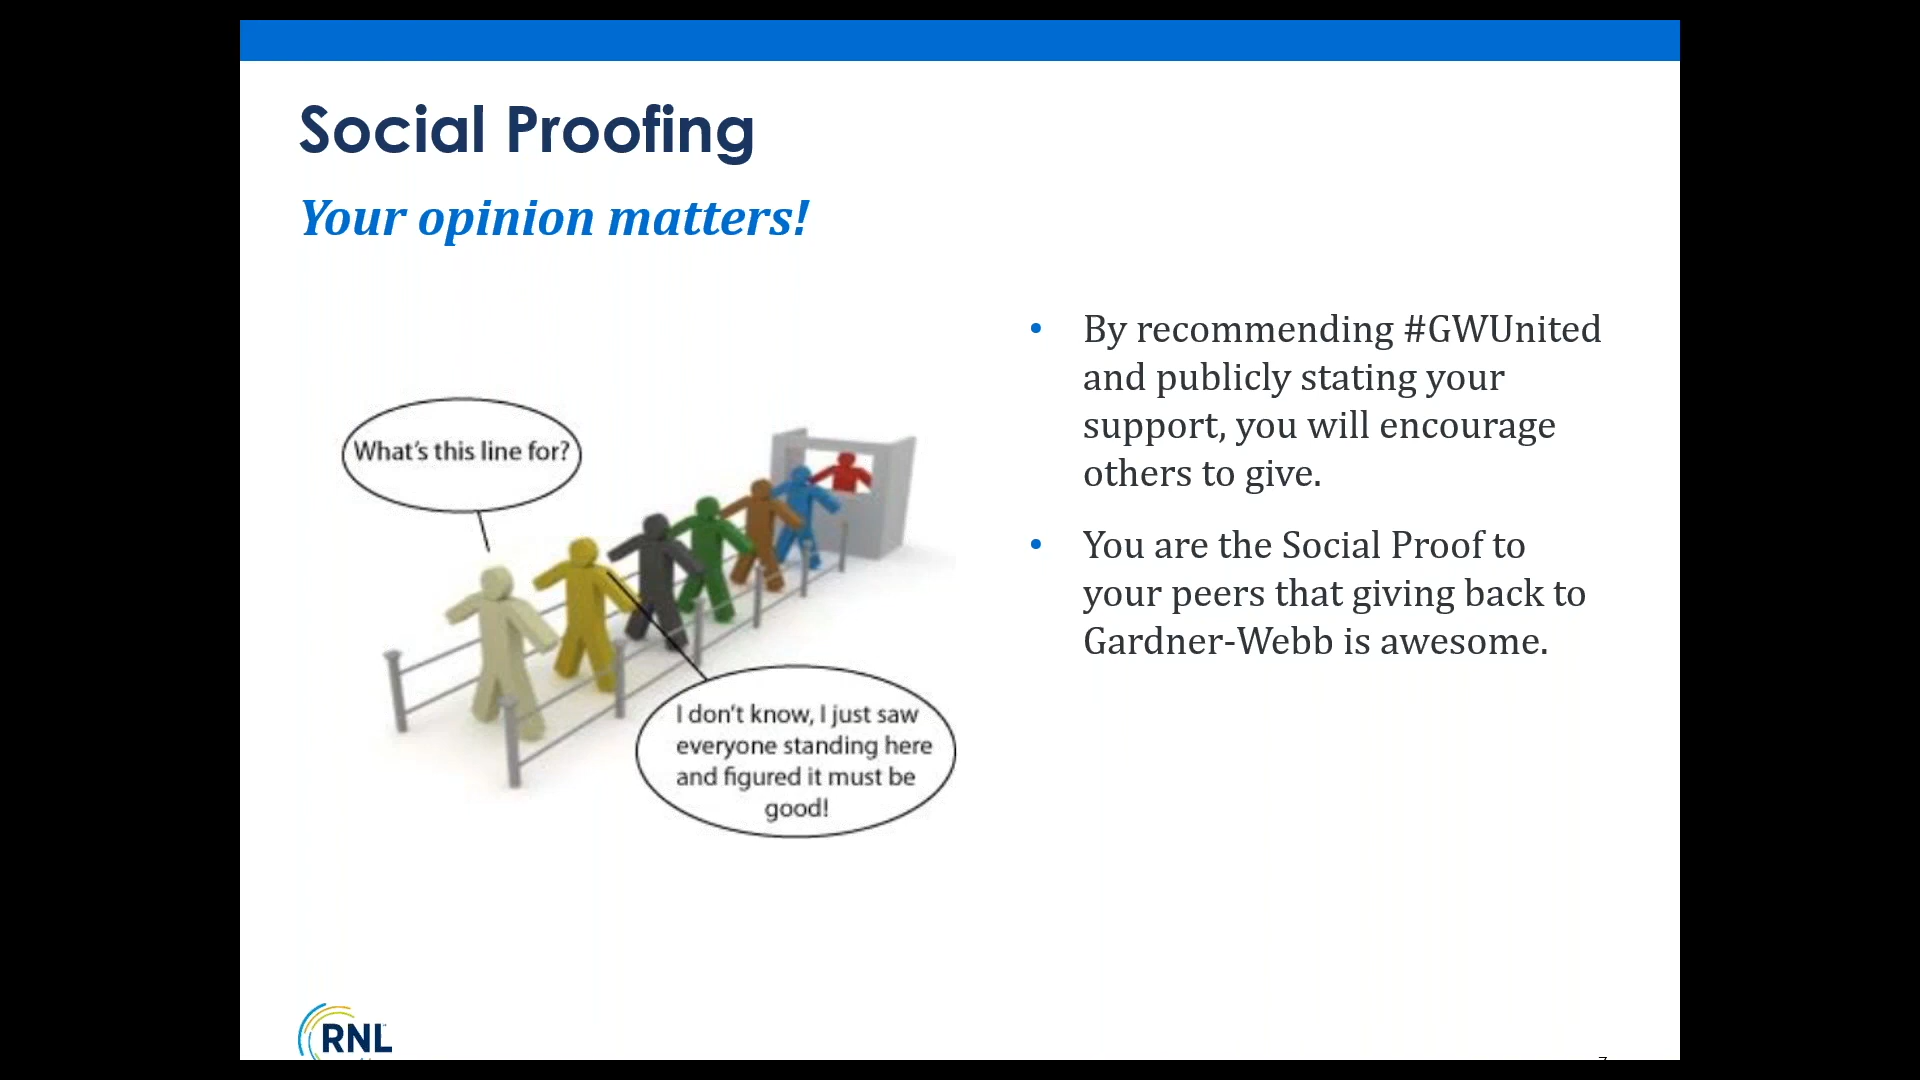 Social Proofing
Your opinion matters!
What's this line for?
I don't know, I just saw
everyone standing here
and figured it must be
good!
• By recommending #GWUnited
and publicly stating your
support, you will encourage
others to give.
• You are the Social Proof to
your peers that giving back to
Gardner-Webb is awesome.
RNL